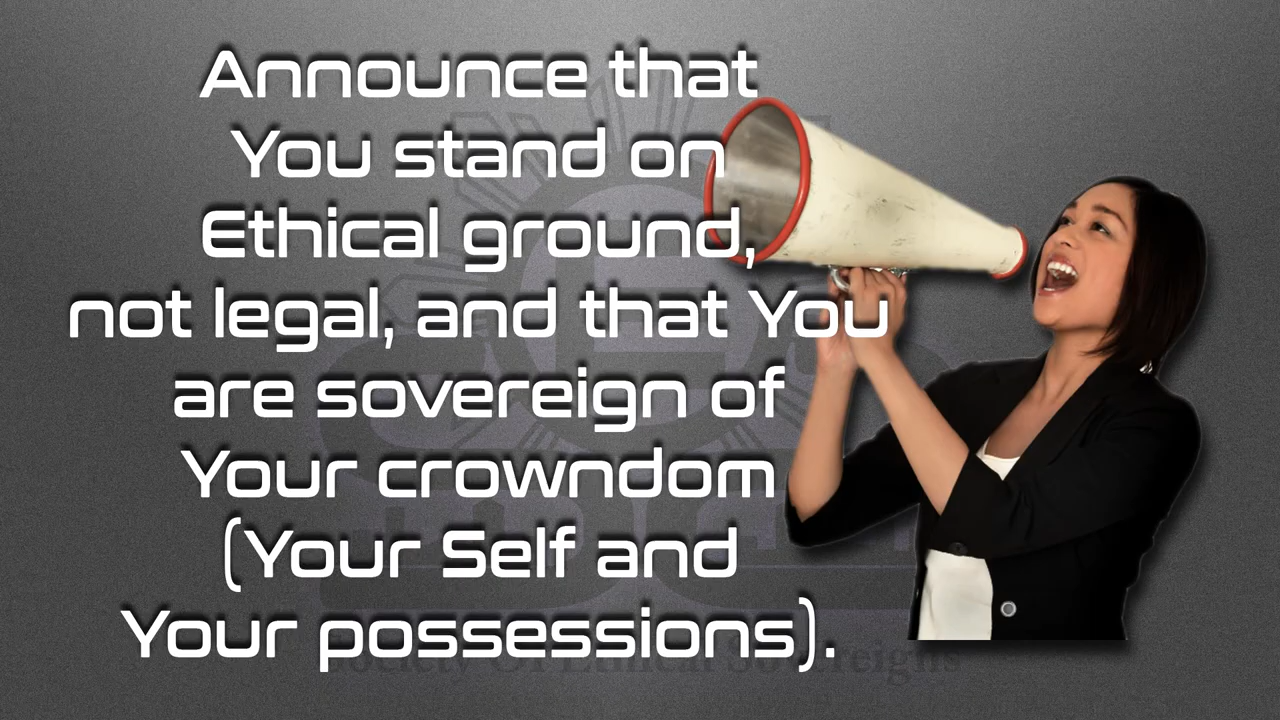 Announce that
You stand on
Ethical ground,
not legal, and that You
are sovereign of
Your crowndom
(Your Self and
Your possessions).